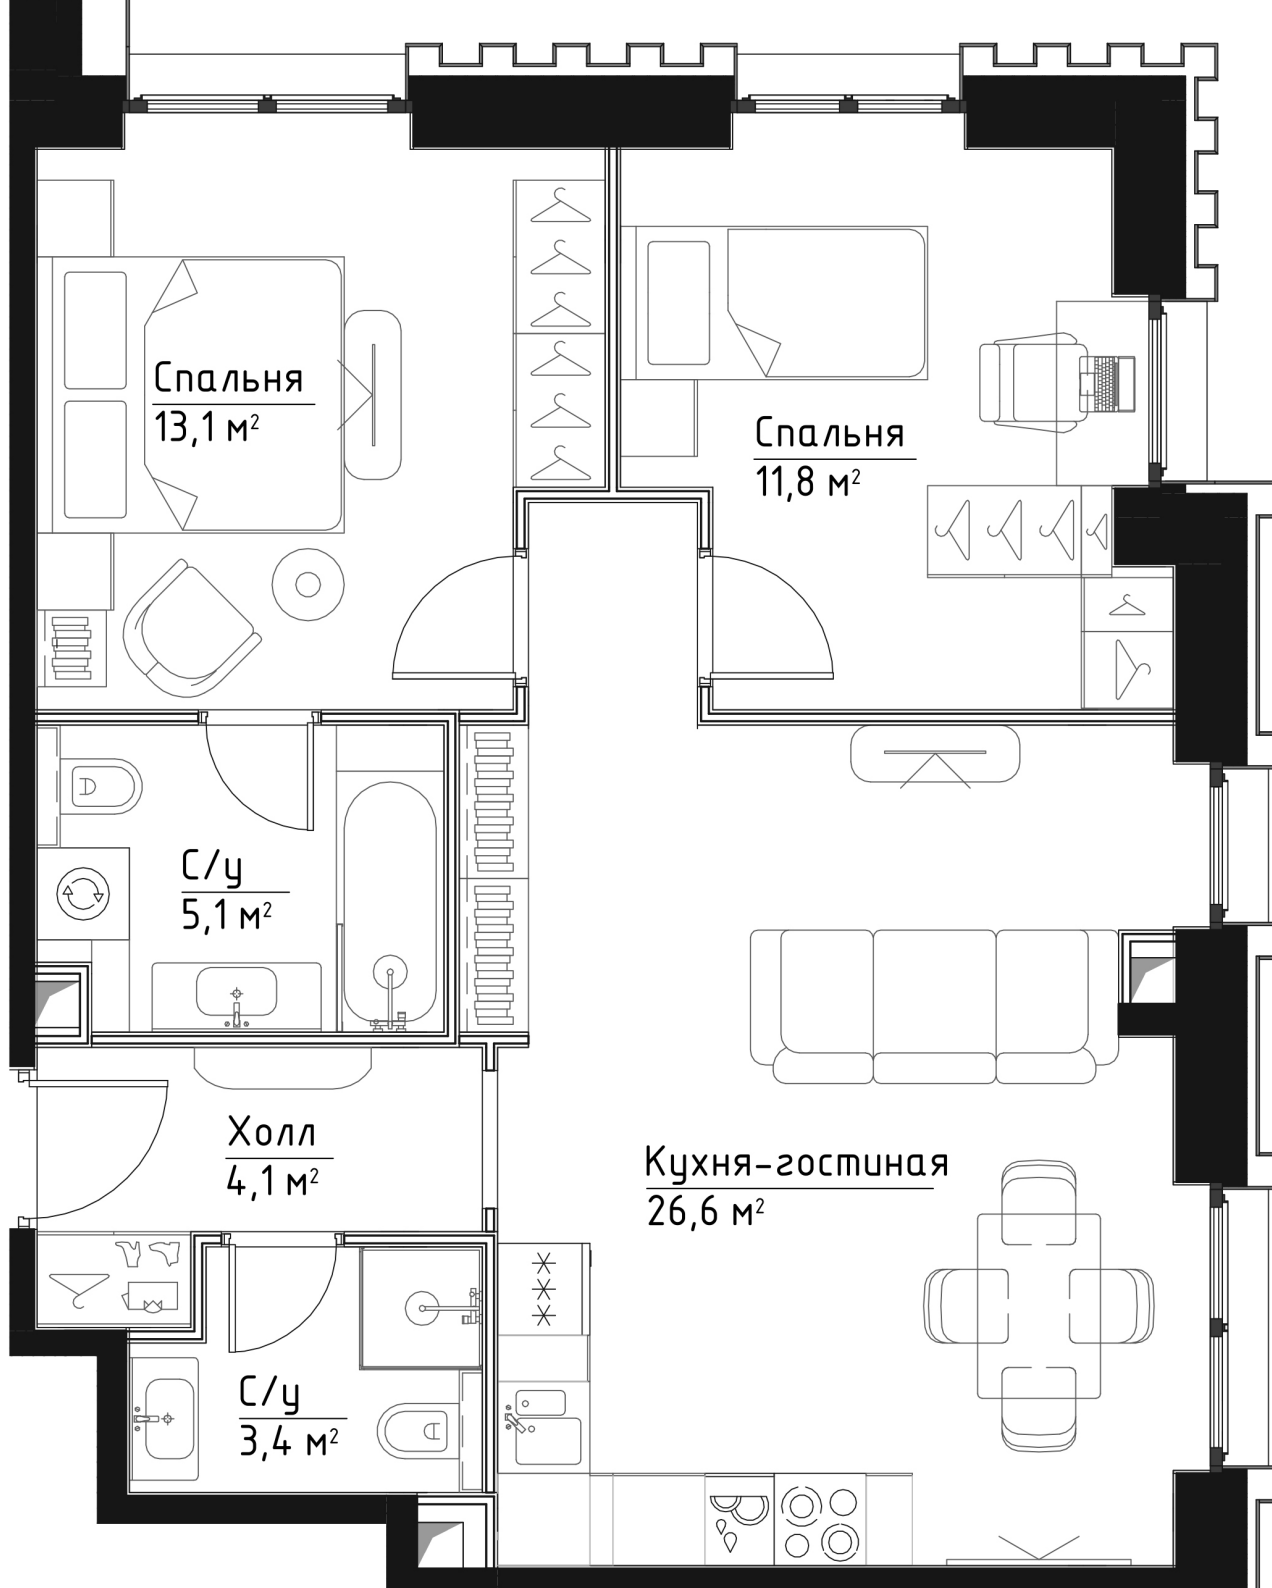 Спальня
13,1 м²
Спальня
11,8 м²
С/у
5,1 м²
Холл
4,1 м²
Кухня-гостиная
26,6 м²
С/у
3,4 м²